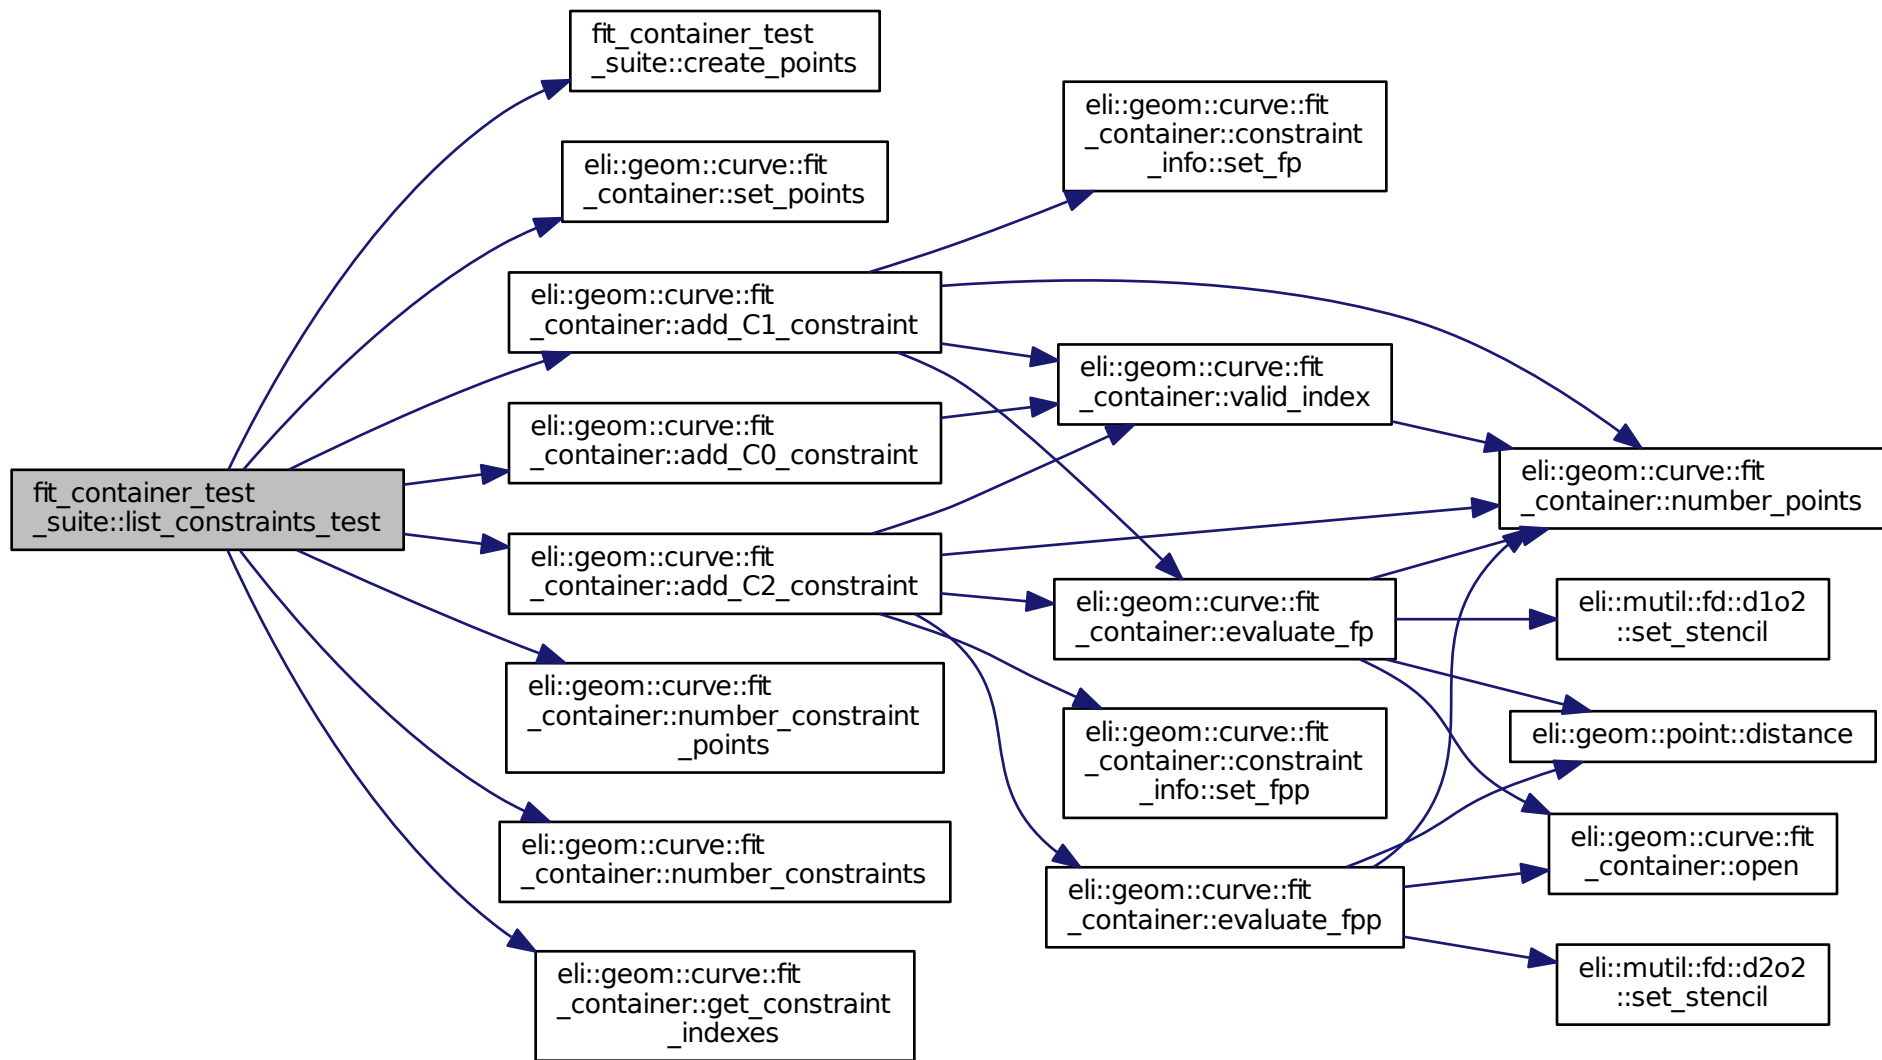 fit_container_test
_suite::list_constraints_test
fit_container_test
_suite::create_points
eli::geom::curve::fit
_container::set_points
eli::geom::curve::fit
_container::add_C1_constraint
eli::geom::curve::fit
_container::add_C0_constraint
eli::geom::curve::fit
_container::add_C2_constraint
eli::geom::curve::fit
_container::number_constraint
_points
eli::geom::curve::fit
_container::number_constraints
eli::geom::curve::fit
_container::get_constraint
_indexes
eli::geom::curve::fit
_container::constraint
_info::set_fp
eli::geom::curve::fit
_container::valid_index
eli::geom::curve::fit
_container::evaluate_fp
eli::geom::curve::fit
_container::constraint
_info::set_fpp
eli::geom::curve::fit
_container::evaluate_fpp
eli::geom::curve::fit
_container::number_points
eli::mutil::fd::d1o2
::set_stencil
eli::geom::point::distance
eli::geom::curve::fit
_container::open
eli::mutil::fd::d2o2
::set_stencil